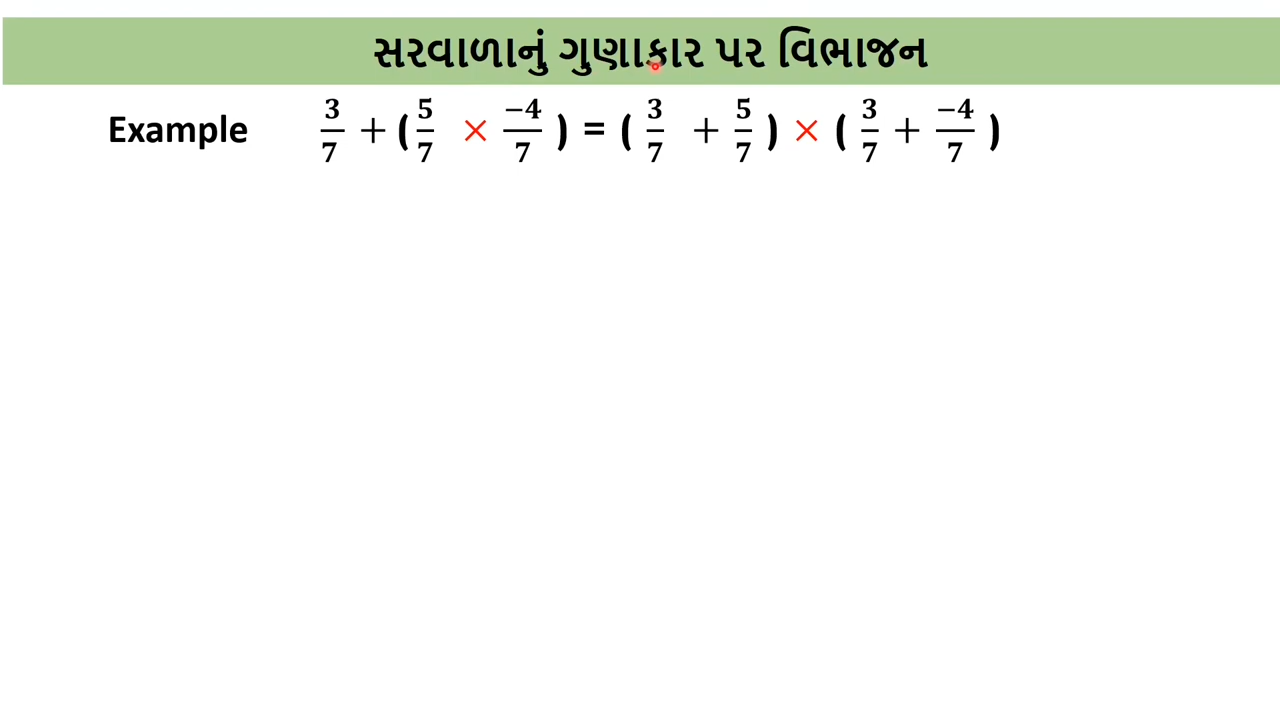 સરવાળાનું ગુણાકાર પર વિભાજન
Example 3/7 + ( 5/7 × −4/7 ) = ( 3/7 + 5/7 ) × ( 3/7 + −4/7 )